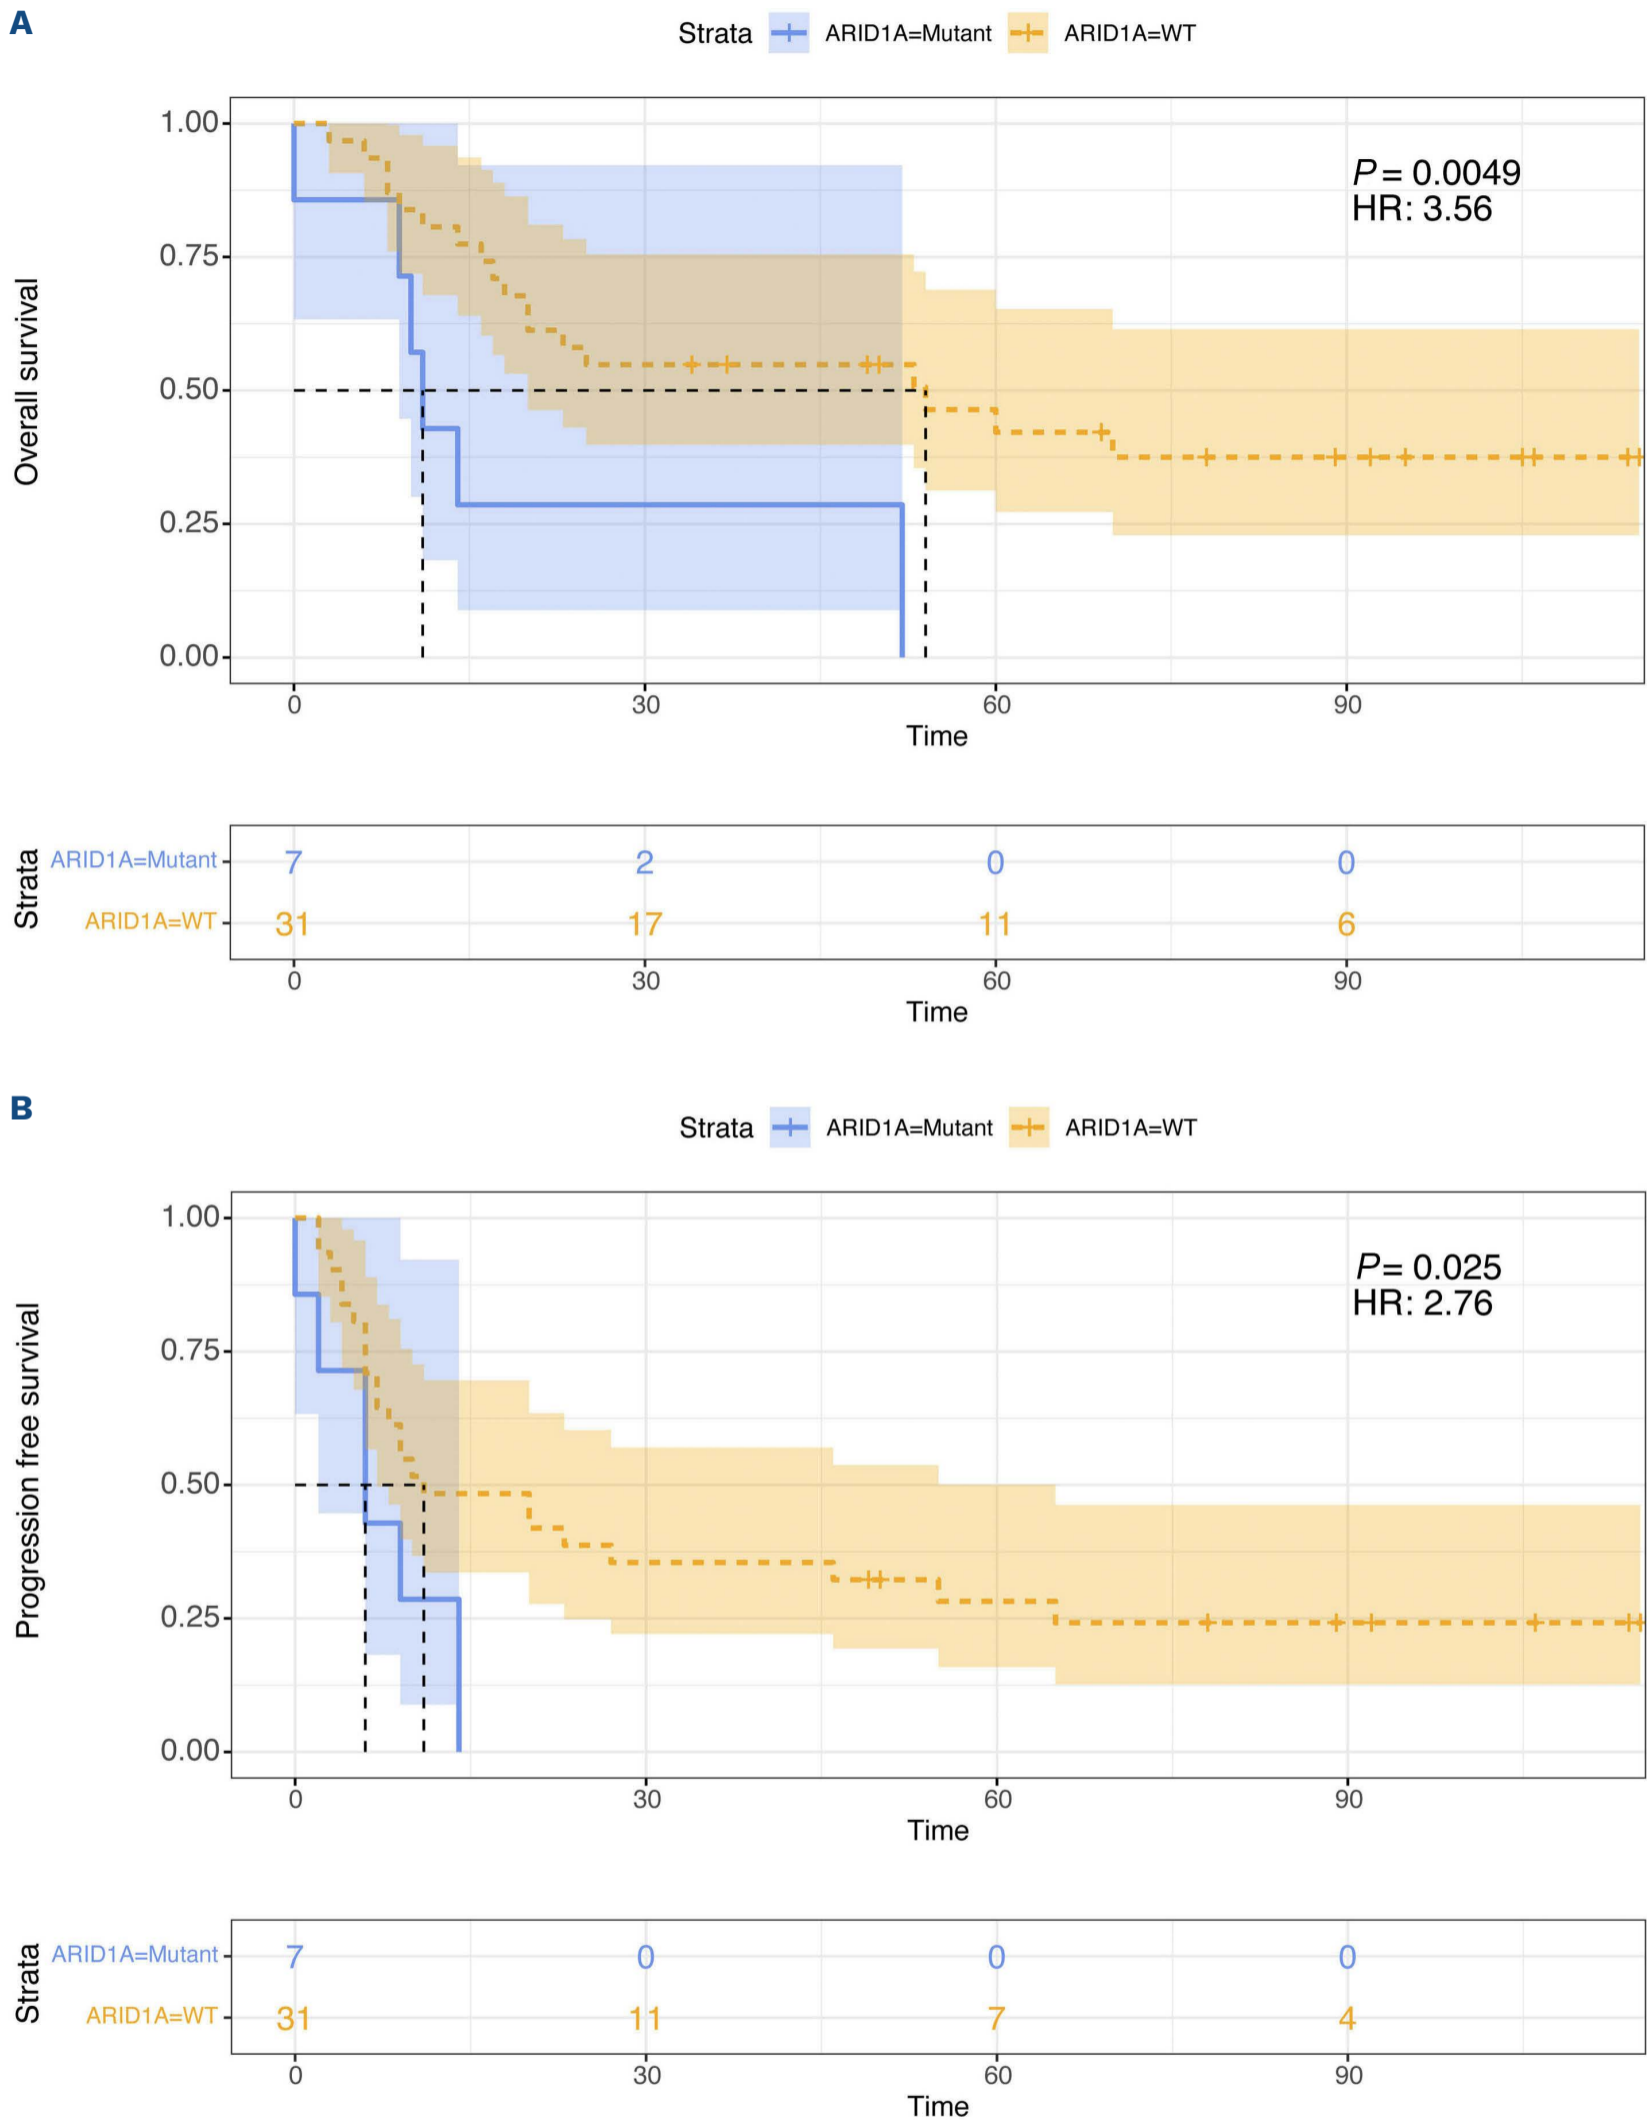 A
Strata ARID1A=Mutant ARID1A=WT
1.00
P = 0.0049
HR: 3.56
0.75
Overall survival
0.50
0.25
0.00
0 30 60 90
Time
Strata
ARID1A=Mutant 7 2 0 0
ARID1A=WT 31 17 11 6
0 30 60 90
Time
B
Strata ARID1A=Mutant ARID1A=WT
1.00
P= 0.025
HR: 2.76
0.75
Progression free survival
0.50
0.25
0.00
0 30 60 90
Time
Strata
ARID1A=Mutant 7 0 0 0
ARID1A=WT 31 11 7 4
0 30 60 90
Time